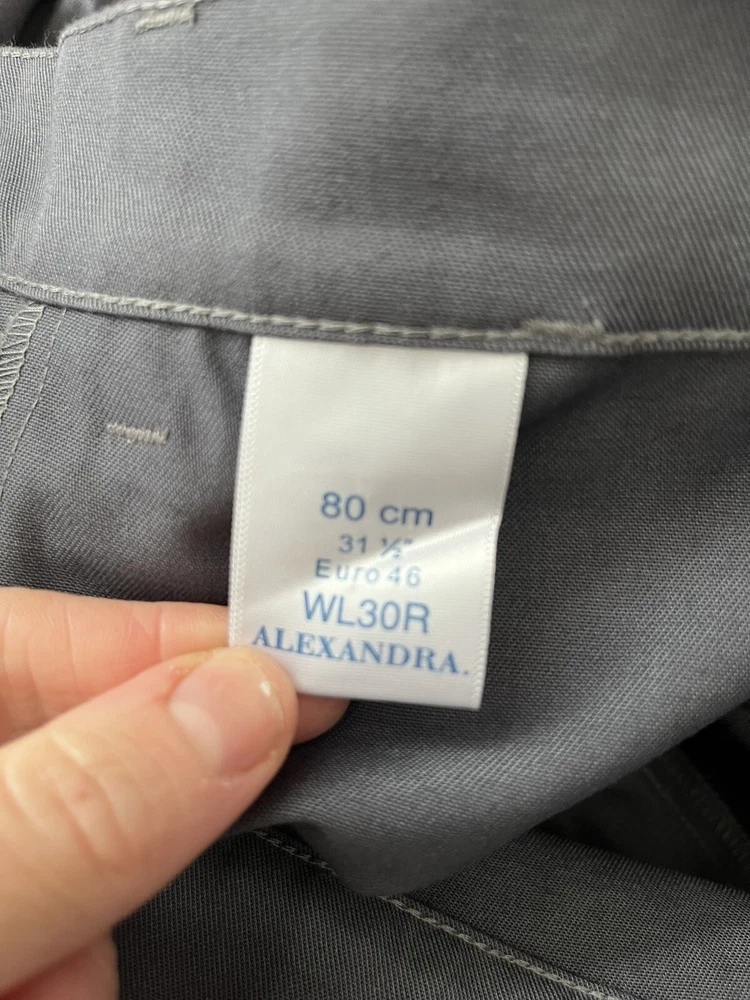 80 cm
31 ½"
Euro 46
WL30R
ALEXANDRA.